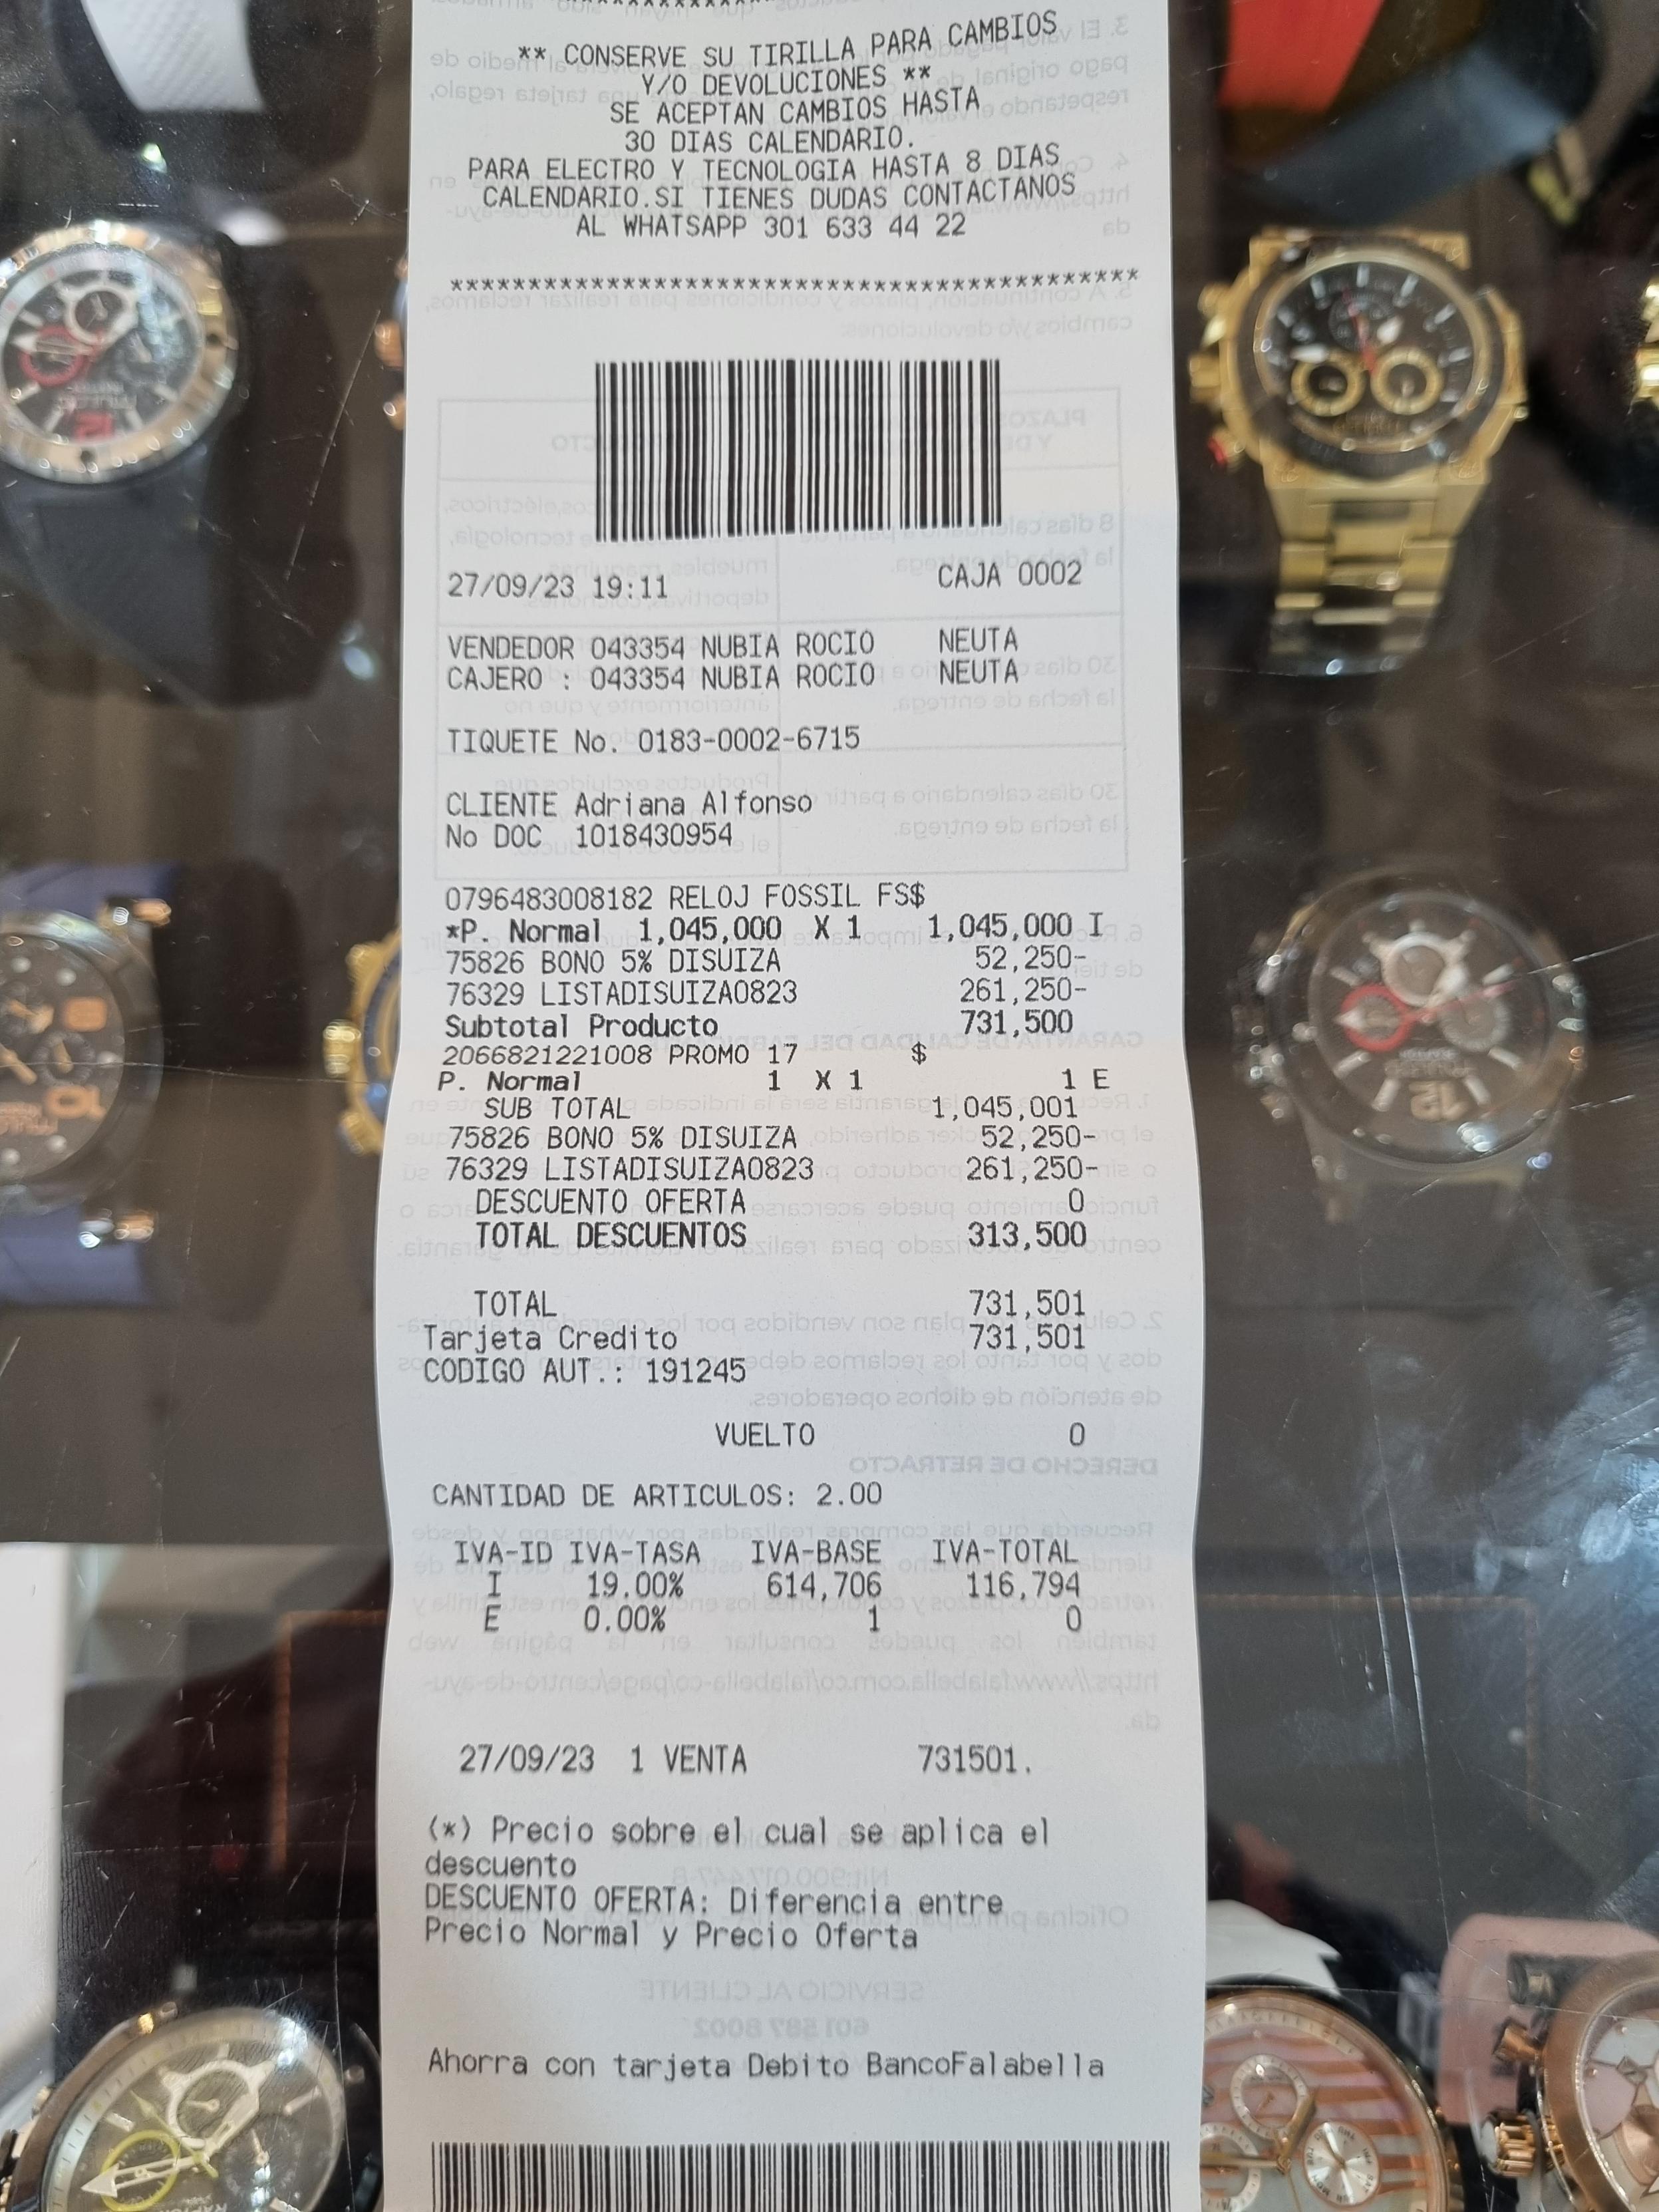 ** CONSERVE SU TIRILLA PARA CAMBIOS
Y/O DEVOLUCIONES **
SE ACEPTAN CAMBIOS HASTA
30 DIAS CALENDARIO.
PARA ELECTRO Y TECNOLOGIA HASTA 8 DIAS
CALENDARIO.SI TIENES DUDAS CONTACTANOS
AL WHATSAPP 301 633 44 22
********************************************
27/09/23 19:11 CAJA 0002
VENDEDOR 043354 NUBIA ROCIO NEUTA
CAJERO : 043354 NUBIA ROCIO NEUTA
TIQUETE No. 0183-0002-6715
CLIENTE Adriana Alfonso
No DOC 1018430954
0796483008182 RELOJ FOSSIL FS$
*P. Normal 1,045,000 X 1 1,045,000 I
75826 BONO 5% DISUIZA 52,250-
76329 LISTADISUIZA0823 261,250-
Subtotal Producto 731,500
2066821221008 PROMO 17 $
P. Normal 1 X 1 1 E
SUB TOTAL 1,045,001
75826 BONO 5% DISUIZA 52,250-
76329 LISTADISUIZA0823 261,250-
DESCUENTO OFERTA 0
TOTAL DESCUENTOS 313,500
TOTAL 731,501
Tarjeta Credito 731,501
CODIGO AUT.: 191245
VUELTO 0
CANTIDAD DE ARTICULOS: 2.00
IVA-ID IVA-TASA IVA-BASE IVA-TOTAL
I 19.00% 614,706 116,794
E 0.00% 1 0
27/09/23 1 VENTA 731501.
(*) Precio sobre el cual se aplica el
descuento
DESCUENTO OFERTA: Diferencia entre
Precio Normal y Precio Oferta
Ahorra con tarjeta Debito BancoFalabella